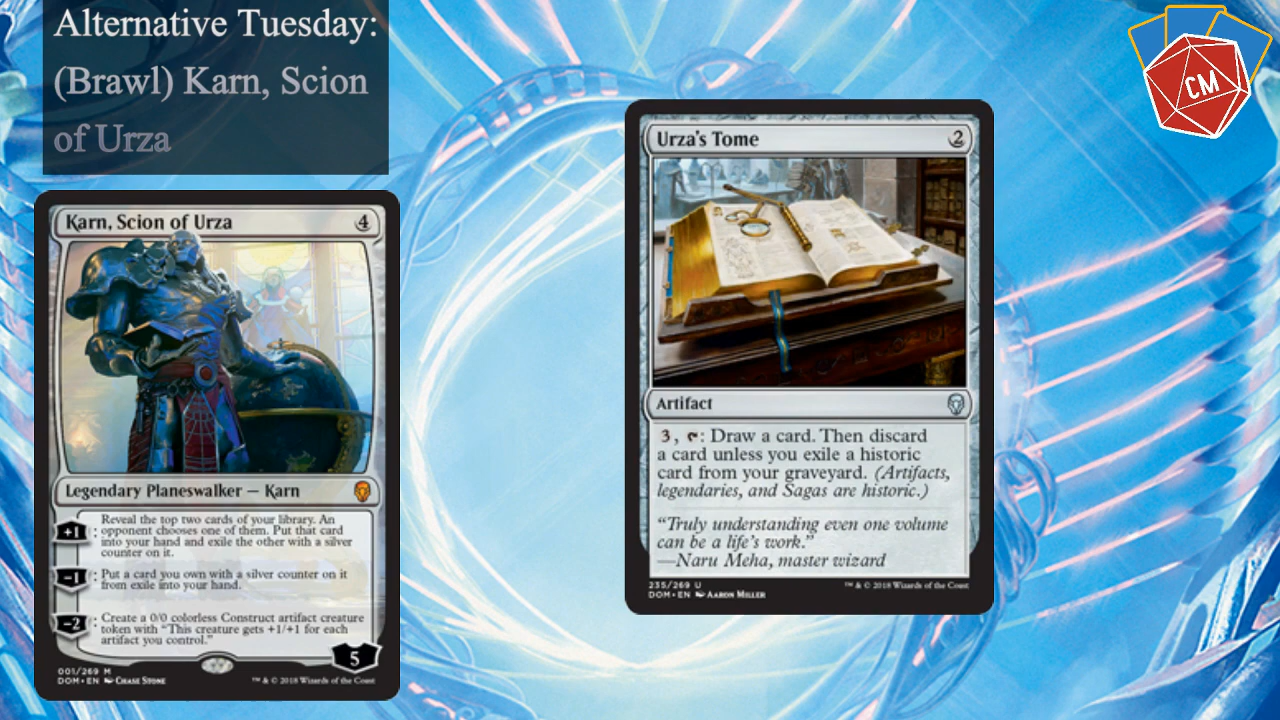 Alternative Tuesday:
(Brawl) Karn, Scion
of Urza
CM
Karn, Scion of Urza 4
Legendary Planeswalker — Karn
+1: Reveal the top two cards of your library. An
opponent chooses one of them. Put that card
into your hand and exile the other with a silver
counter on it.
−1: Put a card you own with a silver counter on it
from exile into your hand.
−2: Create a 0/0 colorless Construct artifact creature
token with "This creature gets +1/+1 for each
artifact you control."
5
001/269 M
DOM • EN Chase Stone
™ & © 2018 Wizards of the Coast
Urza's Tome 2
Artifact
3, : Draw a card. Then discard
a card unless you exile a historic
card from your graveyard. (Artifacts,
legendaries, and Sagas are historic.)
"Truly understanding even one volume
can be a life's work."
—Naru Meha, master wizard
235/269 U
DOM • EN Aaron Miller
™ & © 2018 Wizards of the Coast